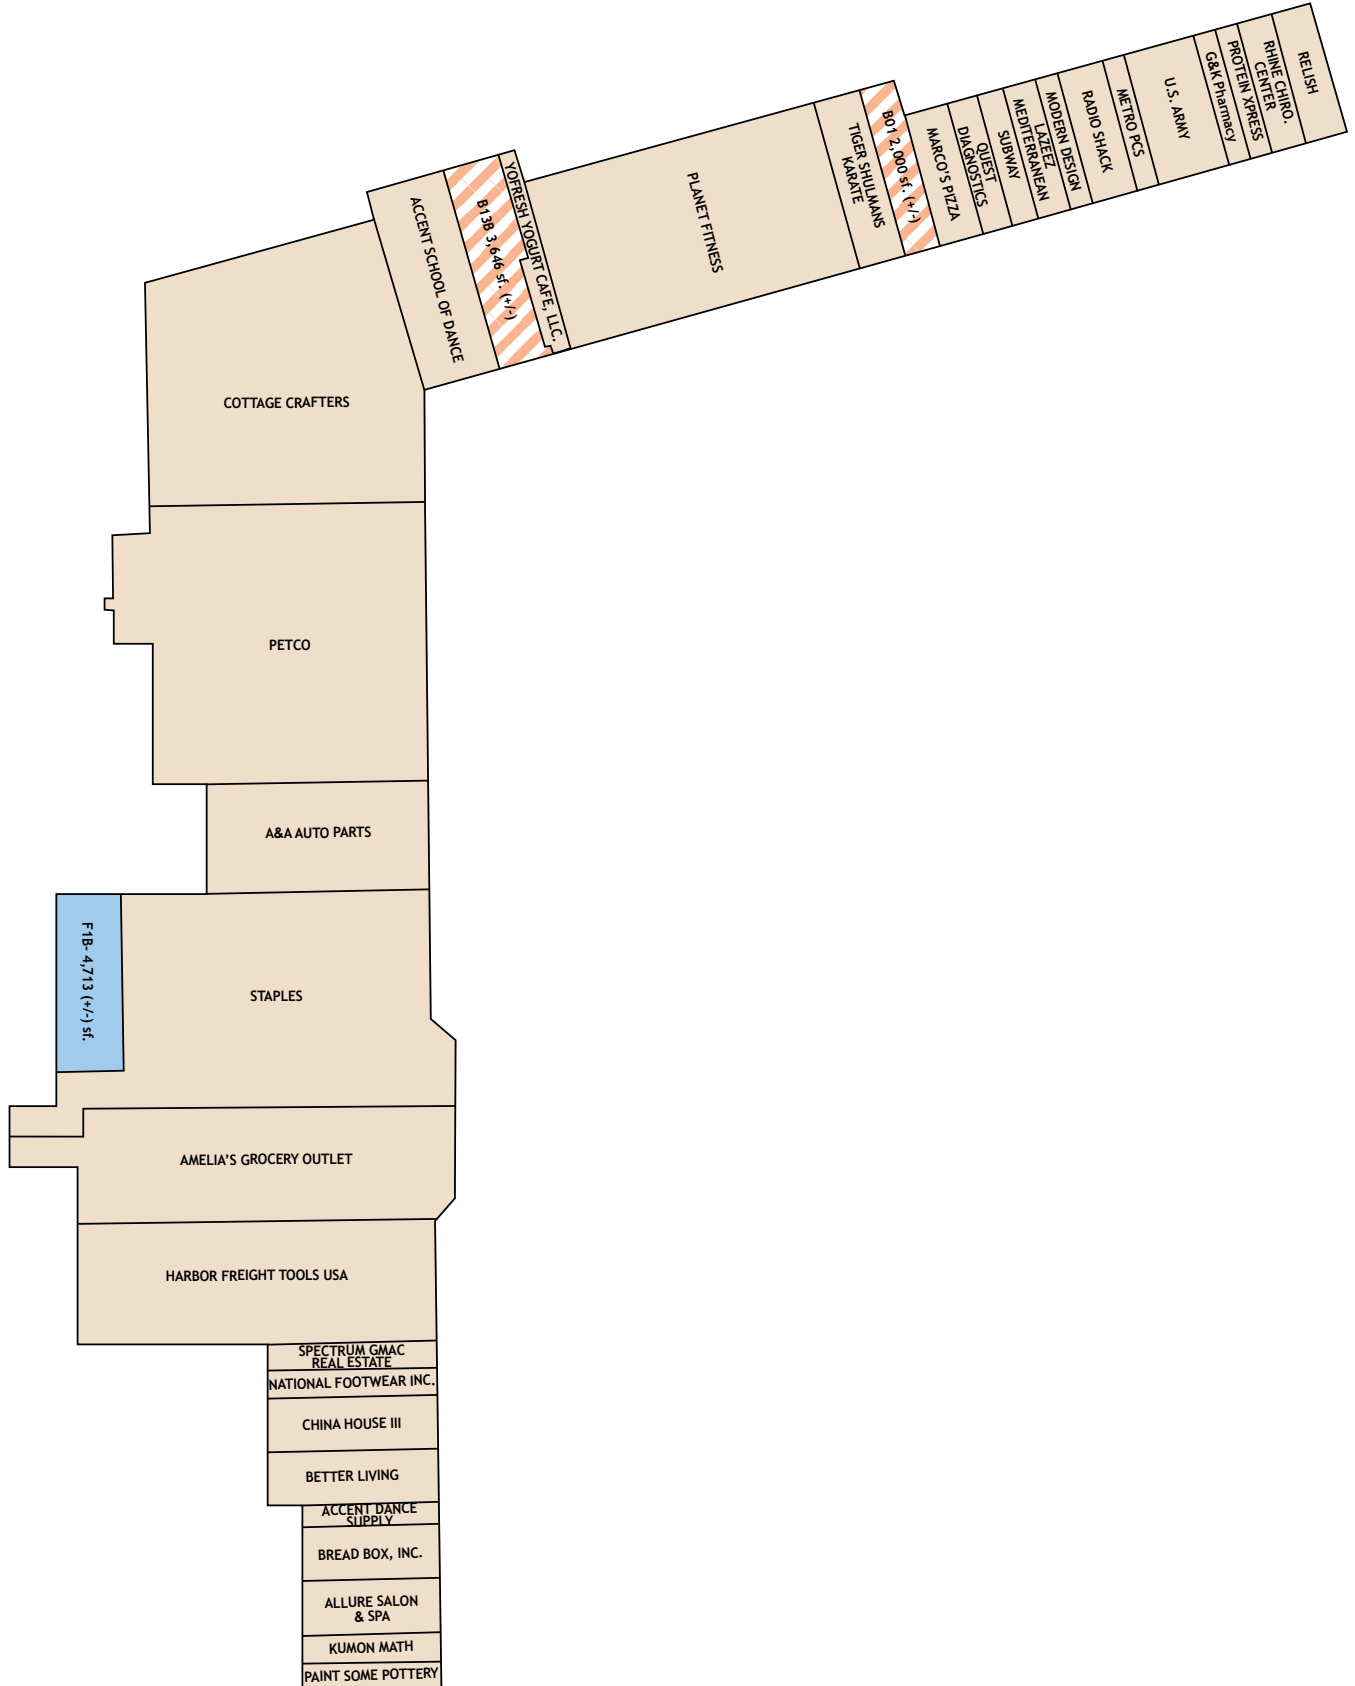 RELISH
RHINE CHIRO.
CENTER
PROTEIN XPRESS
G&K Pharmacy
U.S. ARMY
METRO PCS
RADIO SHACK
MODERN DESIGN
LAZEEZ
MEDITERRANEAN
SUBWAY
QUEST
DIAGNOSTICS
MARCO'S PIZZA
B01 2,000 sf. (+/-)
TIGER SHULMANS
KARATE
PLANET FITNESS
YOFRESH YOGURT CAFE, LLC.
B13B 3,646 sf. (+/-)
ACCENT SCHOOL OF DANCE
COTTAGE CRAFTERS
PETCO
A&A AUTO PARTS
F1B- 4,713 (+/-) sf.
STAPLES
AMELIA'S GROCERY OUTLET
HARBOR FREIGHT TOOLS USA
SPECTRUM GMAC
REAL ESTATE
NATIONAL FOOTWEAR INC.
CHINA HOUSE III
BETTER LIVING
ACCENT DANCE
SUPPLY
BREAD BOX, INC.
ALLURE SALON
& SPA
KUMON MATH
PAINT SOME POTTERY